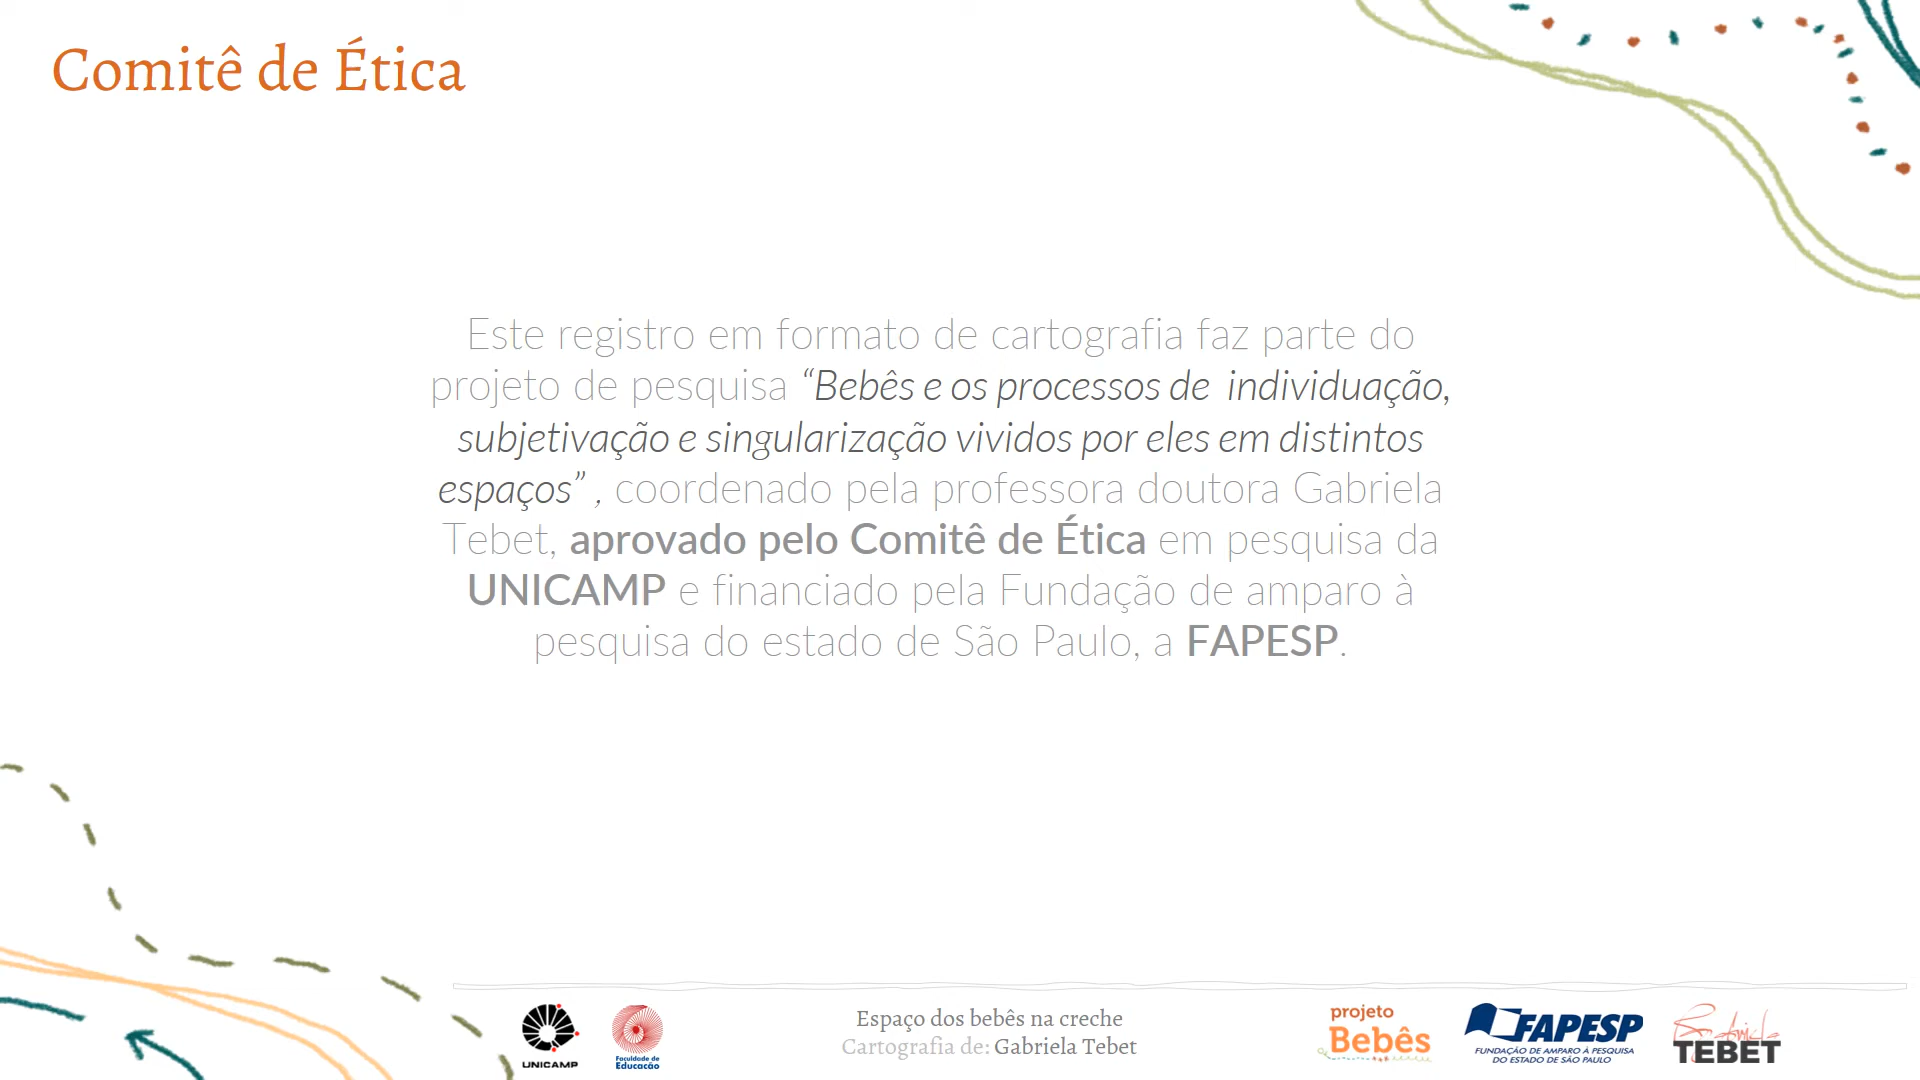 Comitê de Ética
Este registro em formato de cartografia faz parte do
projeto de pesquisa “Bebês e os processos de individuação,
subjetivação e singularização vividos por eles em distintos
espaços” , coordenado pela professora doutora Gabriela
Tebet, aprovado pelo Comitê de Ética em pesquisa da
UNICAMP e financiado pela Fundação de amparo à
pesquisa do estado de São Paulo, a FAPESP.
UNICAMP
Faculdade de
Educação
Espaço dos bebês na creche
Cartografia de: Gabriela Tebet
projeto
Bebês
FAPESP
FUNDAÇÃO DE AMPARO À PESQUISA
DO ESTADO DE SÃO PAULO
Gabriela
TEBET